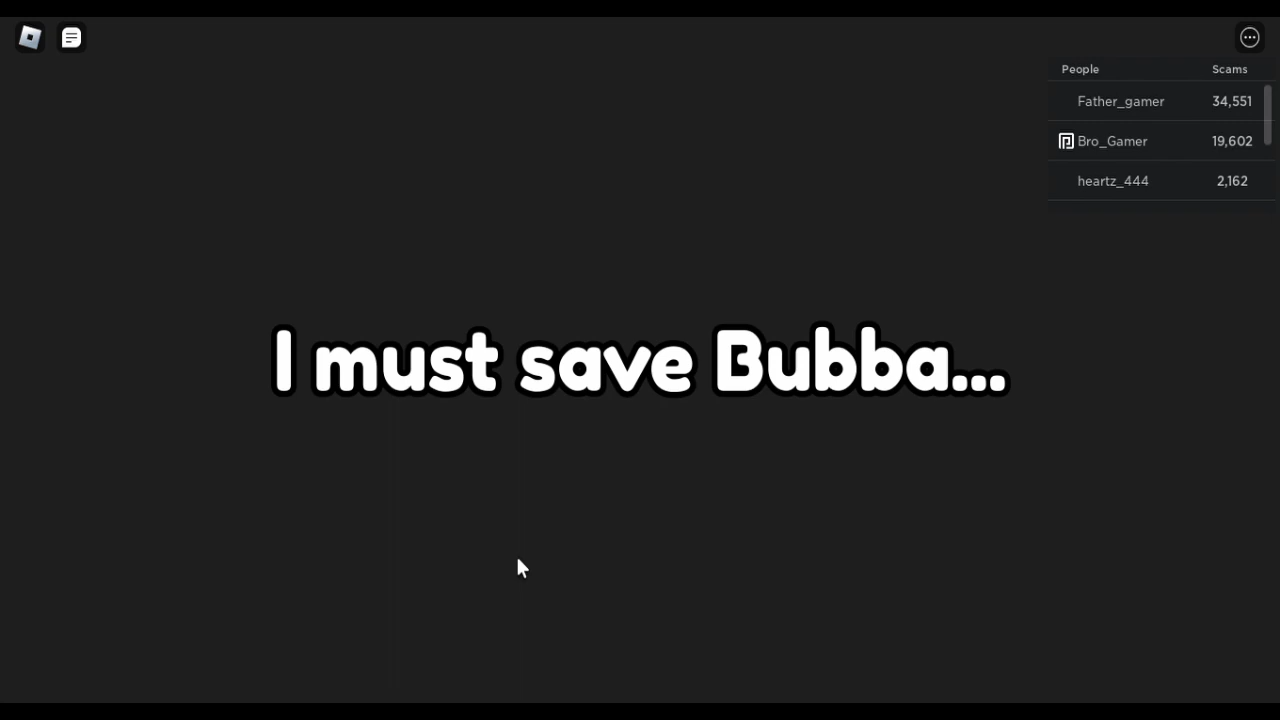 People Scams
Father_gamer 34,551
Bro_Gamer 19,602
heartz_444 2,162
I must save Bubba...